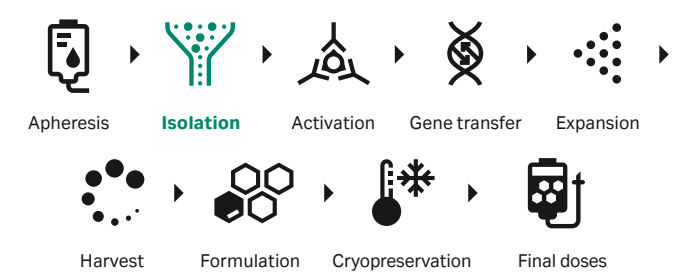 Apheresis Isolation Activation Gene transfer Expansion
Harvest Formulation Cryopreservation Final doses